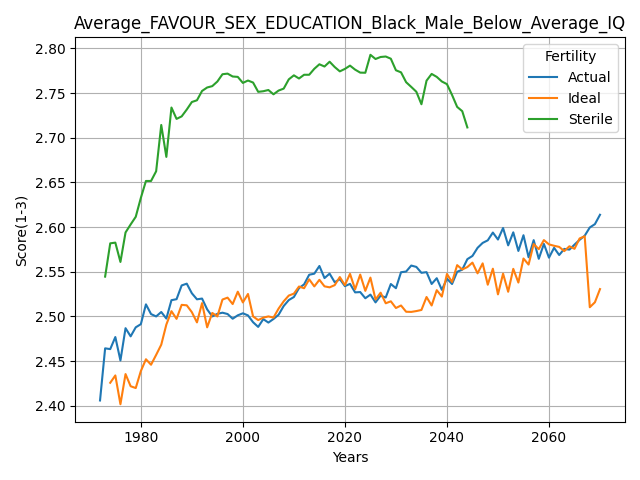 Average_FAVOUR_SEX_EDUCATION_Black_Male_Below_Average_IQ
2.80
2.75
2.70
2.65
2.60
2.55
2.50
2.45
2.40
Score(1-3)
Fertility
Actual
Ideal
Sterile
1980
2000
2020
2040
2060
Years